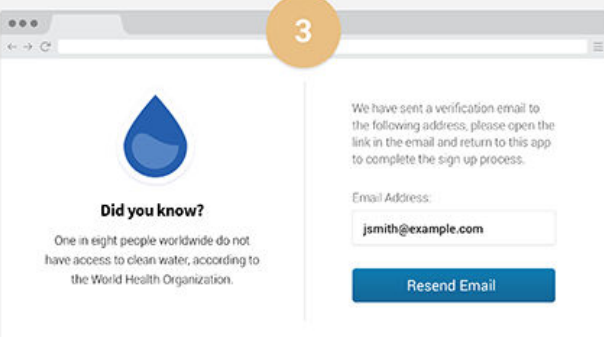 3
Did you know?
One in eight people worldwide do not
have access to clean water, according to
the World Health Organization.
We have sent a verification email to
the following address, please open the
link in the email and return to this app
to complete the sign up process.
Email Address:
jsmith@example.com
Resend Email